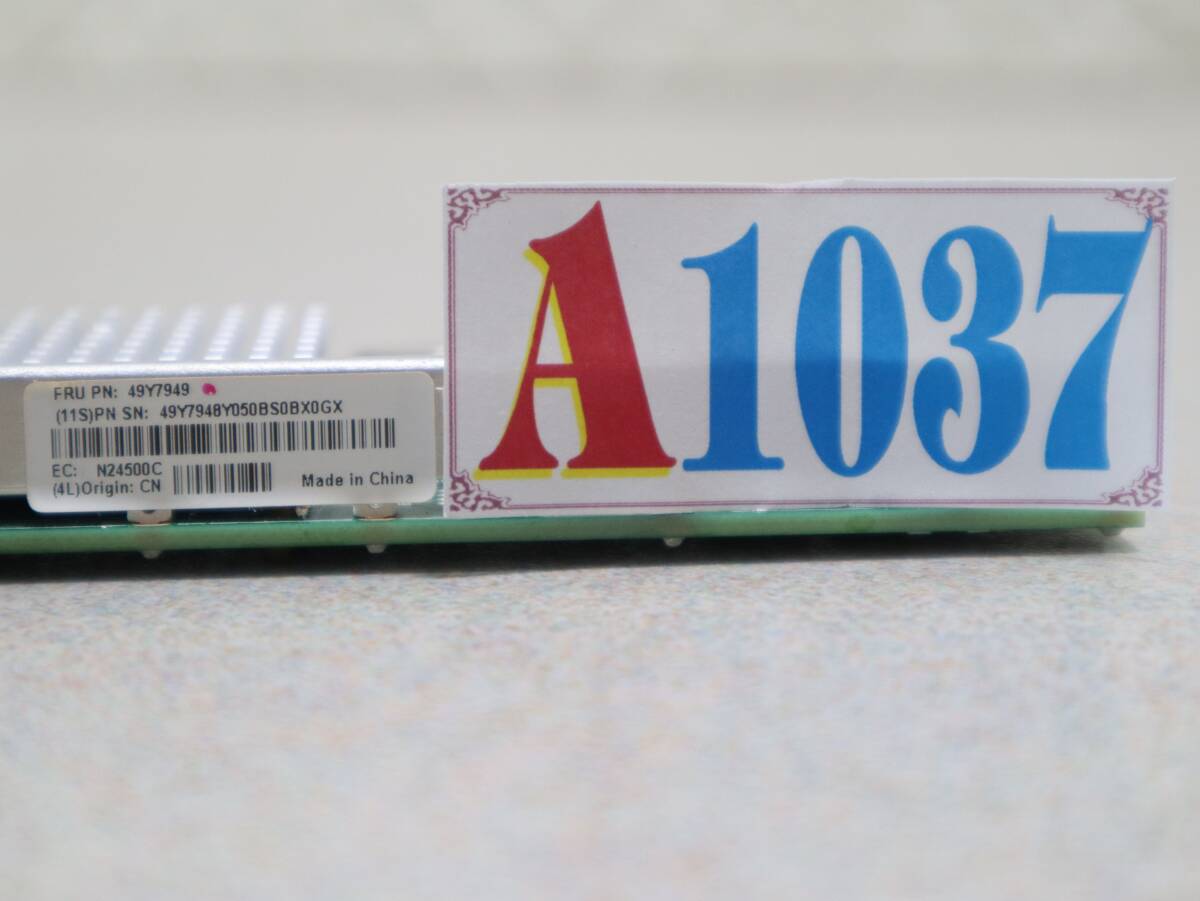 FRU PN: 49Y7949
(11S)PN SN: 49Y7948Y050BS0BX0GX
EC: N24500C
(4L)Origin: CN
Made in China
A1037